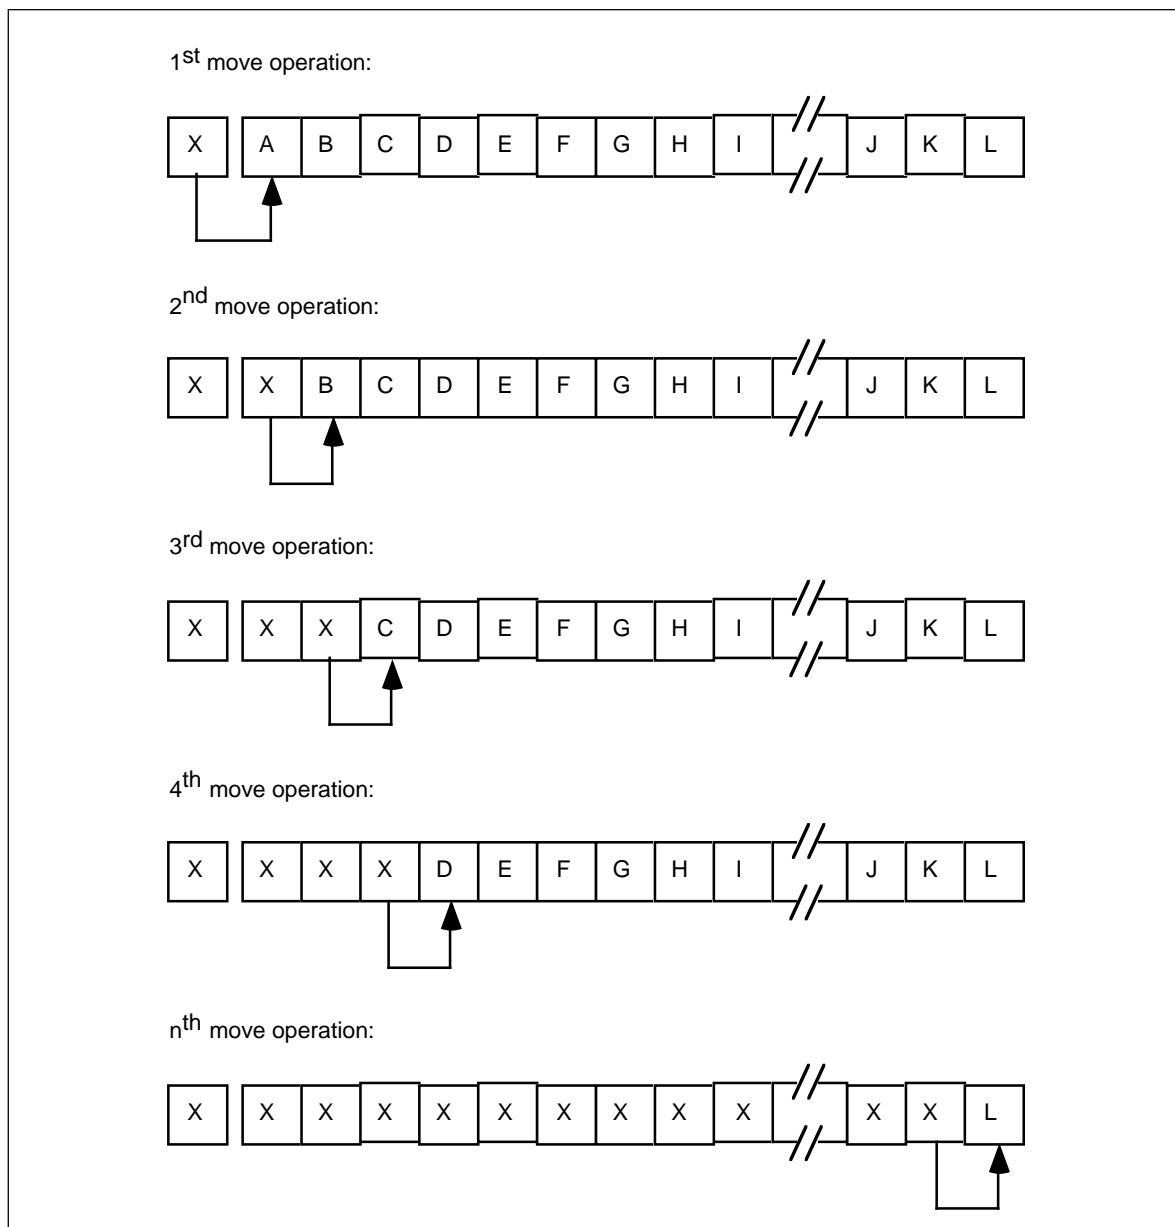 1st move operation:
X A B C D E F G H I J K L
2nd move operation:
X X B C D E F G H I J K L
3rd move operation:
X X X C D E F G H I J K L
4th move operation:
X X X X D E F G H I J K L
nth move operation:
X X X X X X X X X X X X L